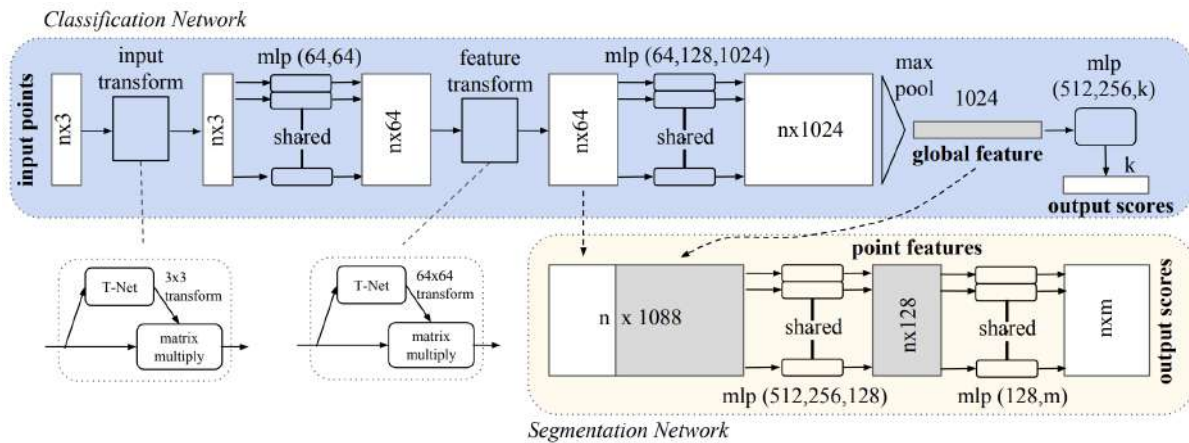 Classification Network
input points
nx3
input
transform
nx3
mlp (64,64)
shared
nx64
feature
transform
nx64
mlp (64,128,1024)
shared
nx1024
max
pool
1024
global feature
mlp
(512,256,k)
k
output scores
T-Net
3x3
transform
matrix
multiply
T-Net
64x64
transform
matrix
multiply
point features
n x 1088
shared
mlp (512,256,128)
nx128
shared
mlp (128,m)
nxm
output scores
Segmentation Network